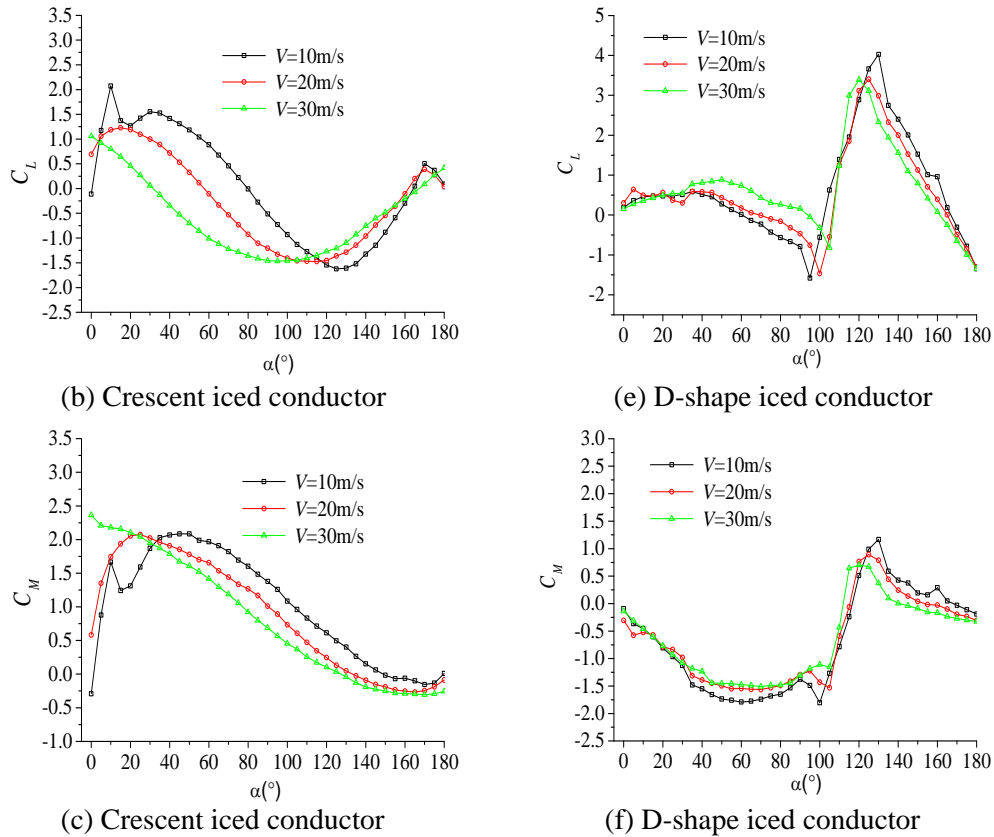 3.5
3.0
2.5
2.0
1.5
1.0
0.5
0.0
-0.5
-1.0
-1.5
-2.0
-2.5
C_L
V=10m/s
V=20m/s
V=30m/s
0 20 40 60 80 100 120 140 160 180
α(°)
(b) Crescent iced conductor
5
4
3
2
1
0
-1
-2
C_L
V=10m/s
V=20m/s
V=30m/s
0 20 40 60 80 100 120 140 160 180
α(°)
(e) D-shape iced conductor
3.5
3.0
2.5
2.0
1.5
1.0
0.5
0.0
-0.5
-1.0
C_M
V=10m/s
V=20m/s
V=30m/s
0 20 40 60 80 100 120 140 160 180
α(°)
(c) Crescent iced conductor
3.0
2.5
2.0
1.5
1.0
0.5
0.0
-0.5
-1.0
-1.5
-2.0
-2.5
C_M
V=10m/s
V=20m/s
V=30m/s
0 20 40 60 80 100 120 140 160 180
α(°)
(f) D-shape iced conductor